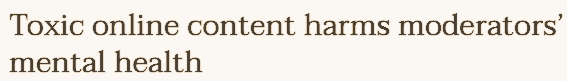 Toxic online content harms moderators’
mental health